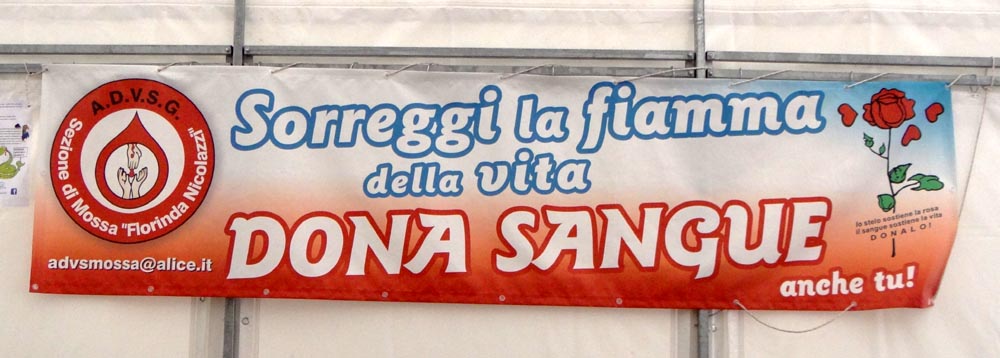 A.D.V.S.G.
Sezione di Mossa "Florinda Nicolazzi"
advsmossa@alice.it
Sorreggi la fiamma
della vita
DONA SANGUE
anche tu!
lo stelo sostiene la rosa
il sangue sostiene la vita
DONALO!